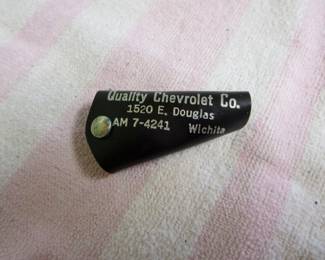 Quality Chevrolet Co.
1520 E. Douglas
AM 7-4241 Wichita